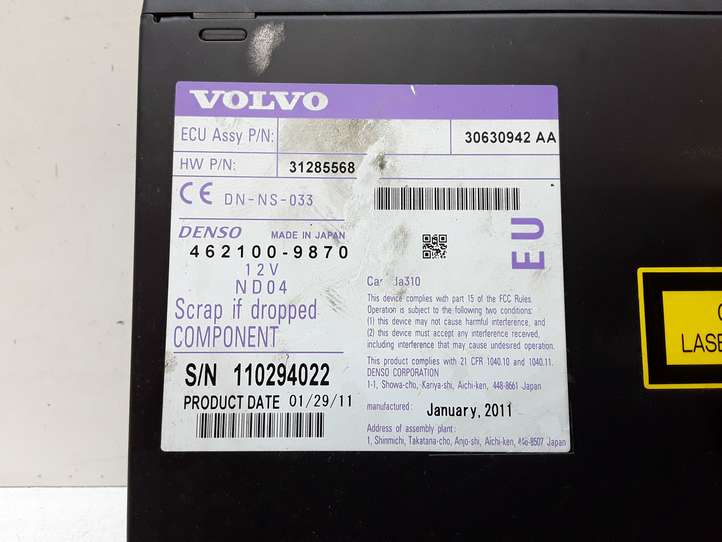 VOLVO
ECU Assy P/N: 30630942 AA
HW P/N: 31285568
CE DN-NS-033
DENSO MADE IN JAPAN
462100-9870
12V
ND04
Scrap if dropped
COMPONENT
S/N 110294022
PRODUCT DATE 01/29/11
EU
310
This device complies with part 15 of the FCC Rules.
Operation is subject to the following two conditions:
(1) this device may not cause harmful interference, and
(2) this device must accept any interference received,
including interference that may cause undesired operation.
This product complies with 21 CFR 1040.10 and 1040.11.
DENSO CORPORATION
1-1, Showa-cho, Kariya-shi, Aichi-ken, 448-8661 Japan
manufactured: January, 2011
Address of assembly plant:
1, Shinmichi, Takatana-cho, Anjo-shi, Aichi-ken, 446-8507 Japan
LASE